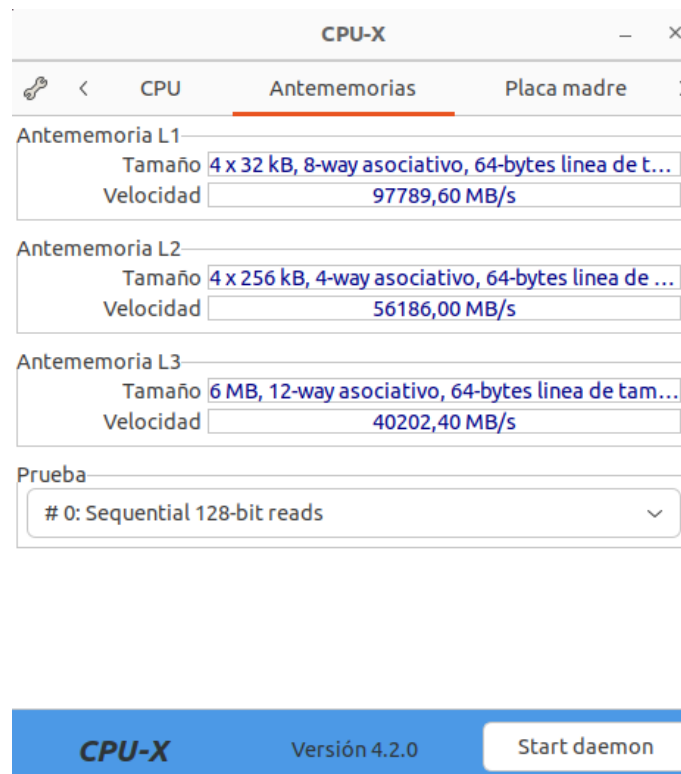 CPU-X
CPU Antememorias Placa madre
Antememoria L1
Tamaño 4 x 32 kB, 8-way asociativo, 64-bytes linea de t...
Velocidad 97789,60 MB/s
Antememoria L2
Tamaño 4 x 256 kB, 4-way asociativo, 64-bytes linea de ...
Velocidad 56186,00 MB/s
Antememoria L3
Tamaño 6 MB, 12-way asociativo, 64-bytes linea de tam...
Velocidad 40202,40 MB/s
Prueba
# 0: Sequential 128-bit reads
CPU-X Versión 4.2.0 Start daemon